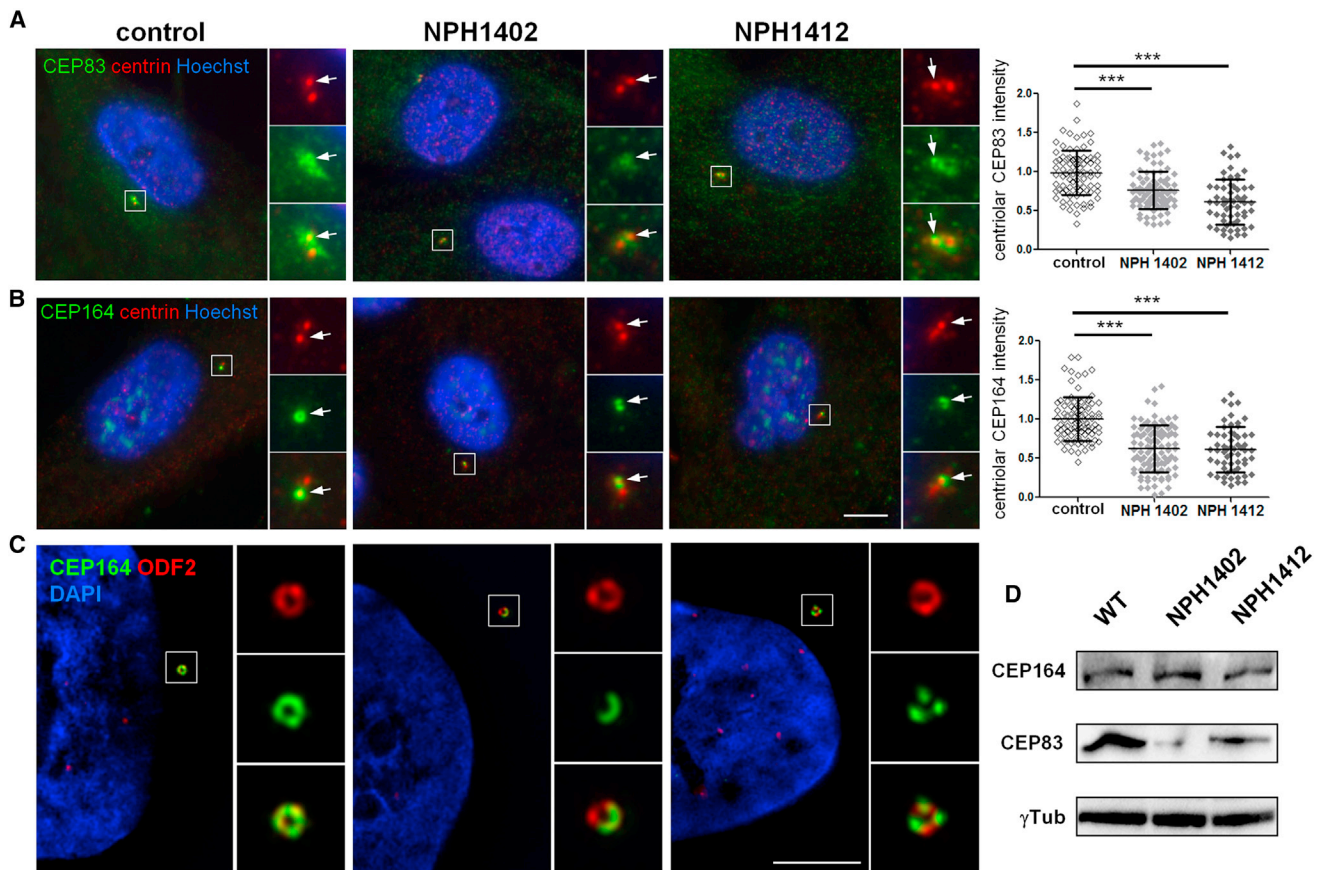 A
control
NPH1402
NPH1412
CEP83 centrin Hoechst
***
***
centriolar CEP83 intensity
2.0
1.5
1.0
0.5
0.0
control
NPH 1402
NPH 1412
B
CEP164 centrin Hoechst
***
***
centriolar CEP164 intensity
2.0
1.5
1.0
0.5
0.0
control
NPH 1402
NPH 1412
C
CEP164 ODF2
DAPI
D
WT
NPH1402
NPH1412
CEP164
CEP83
γTub